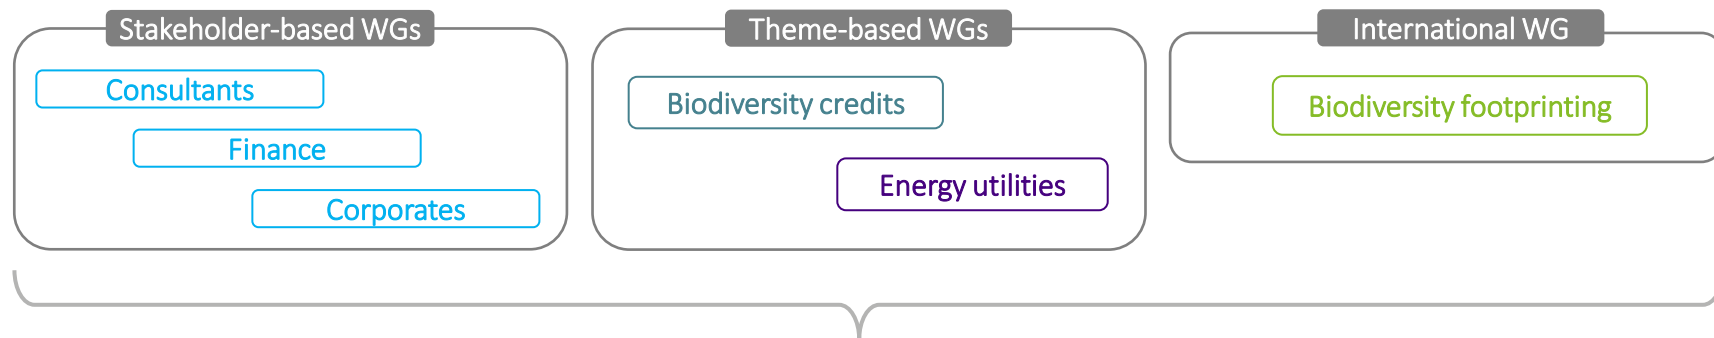 Stakeholder-based WGs
Consultants
Finance
Corporates
Theme-based WGs
Biodiversity credits
Energy utilities
International WG
Biodiversity footprinting